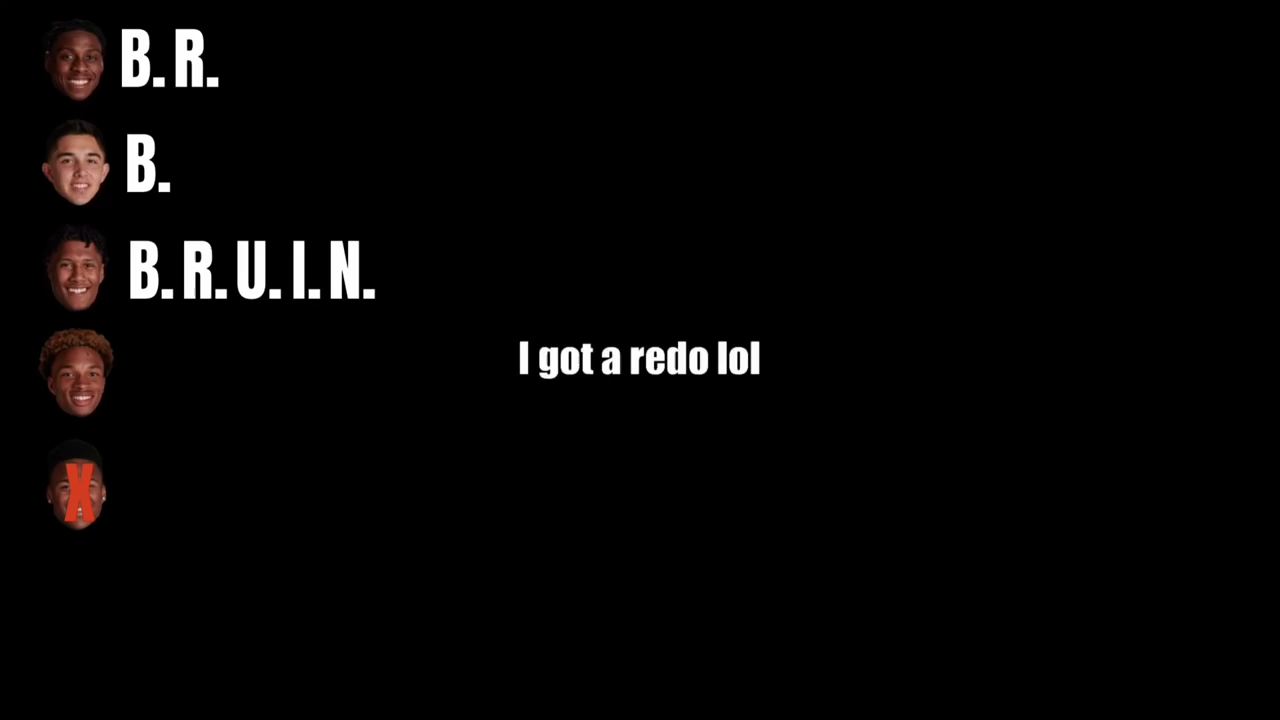 B. R.
B.
B. R. U. I. N.
I got a redo lol
X